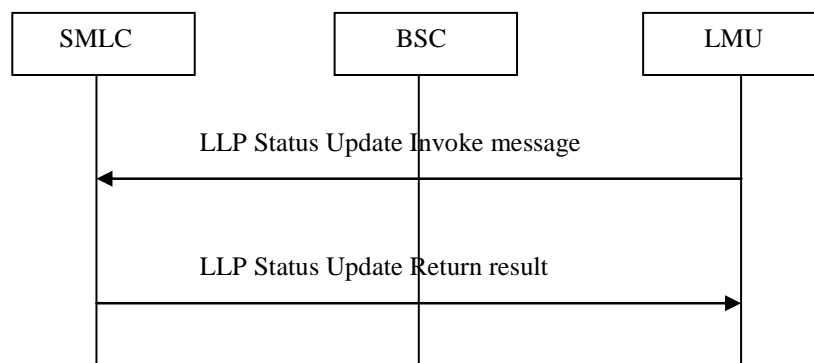 SMLC BSC LMU
LLP Status Update Invoke message
LLP Status Update Return result